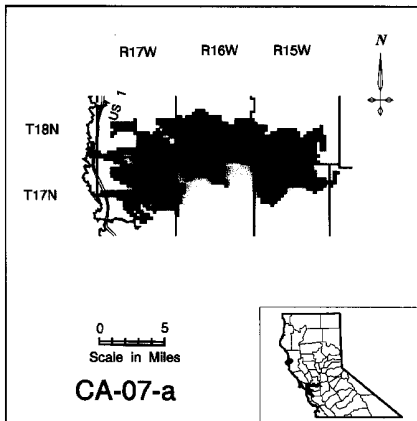 R17W R16W R15W
N
US 1
T18N
T17N
0 5
Scale in Miles
CA-07-a